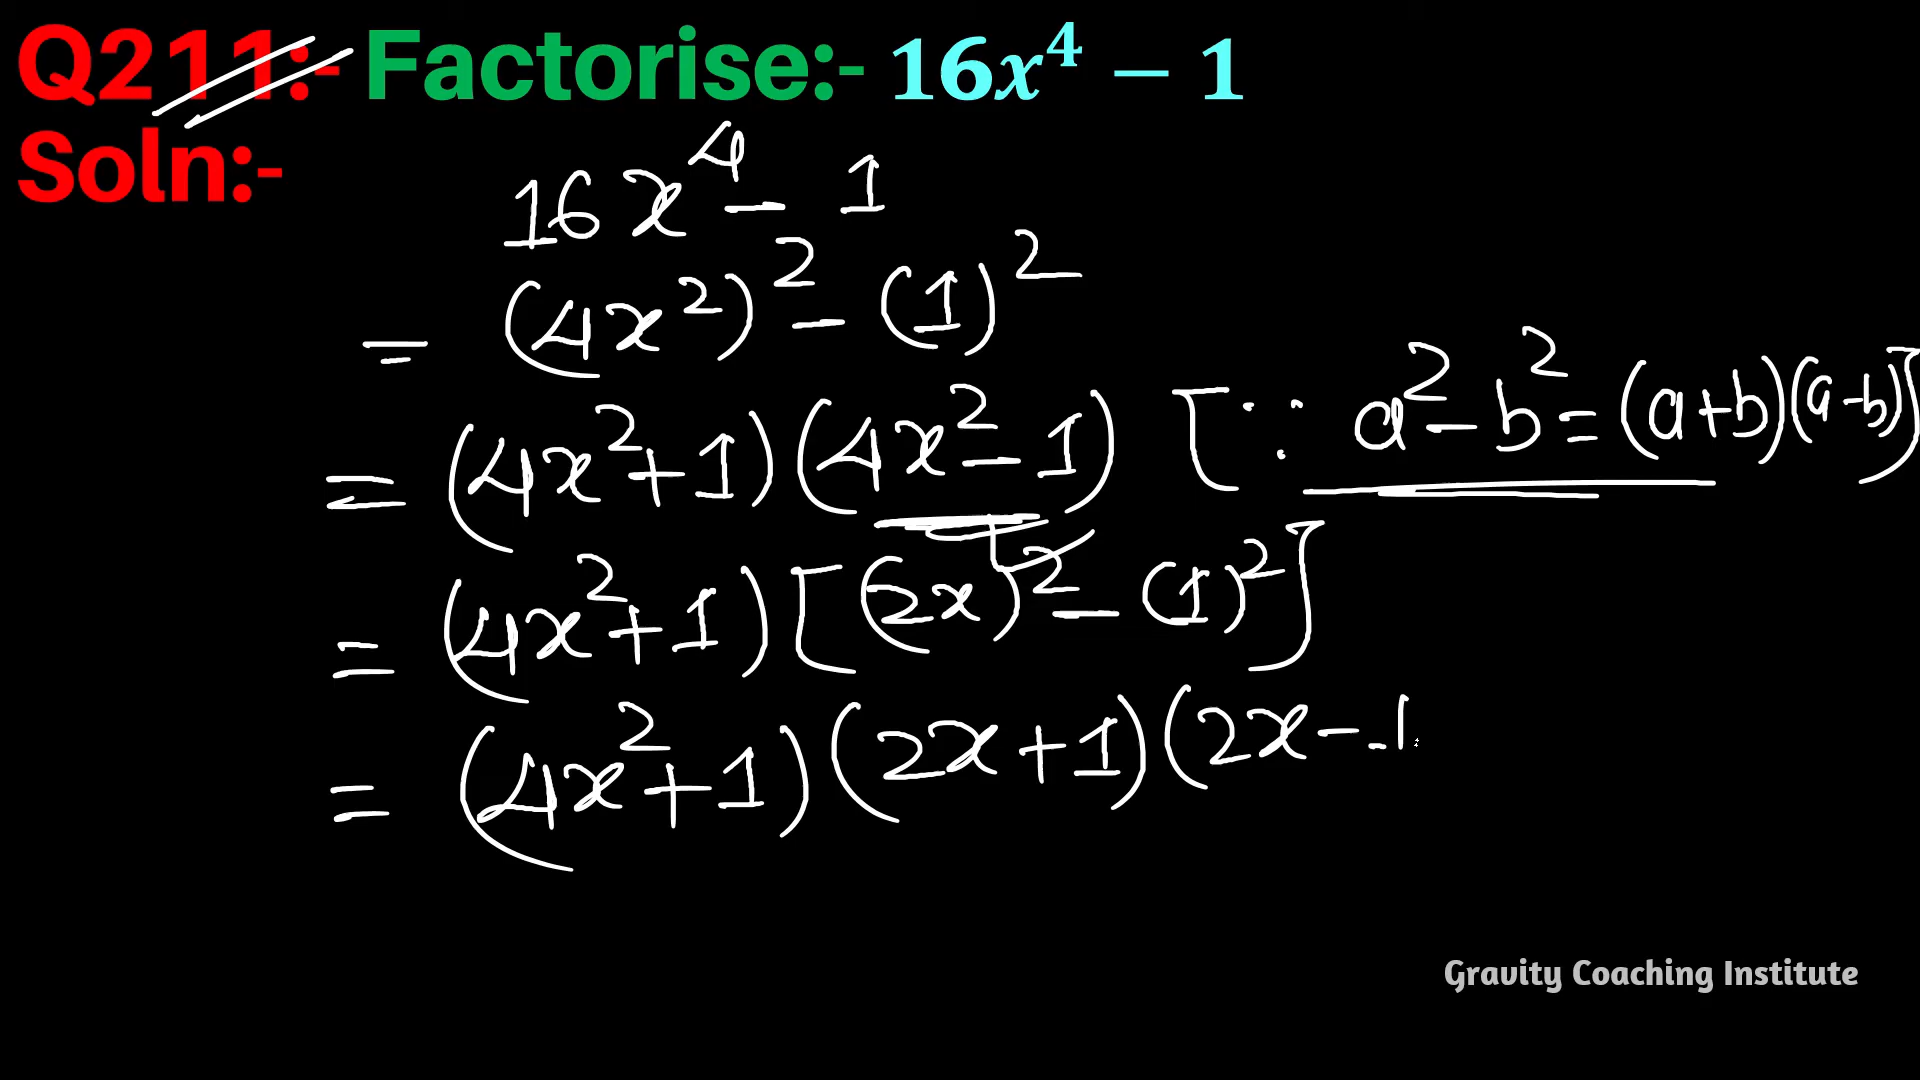 Q211:- Factorise:- 16x⁴ − 1
Soln:-
16x⁴ - 1
= (4x²)² - (1)²
= (4x²+1)(4x²-1) [∵ a²-b² = (a+b)(a-b)]
= (4x²+1)[(2x)² - (1)²]
= (4x²+1)(2x+1)(2x-1
Gravity Coaching Institute